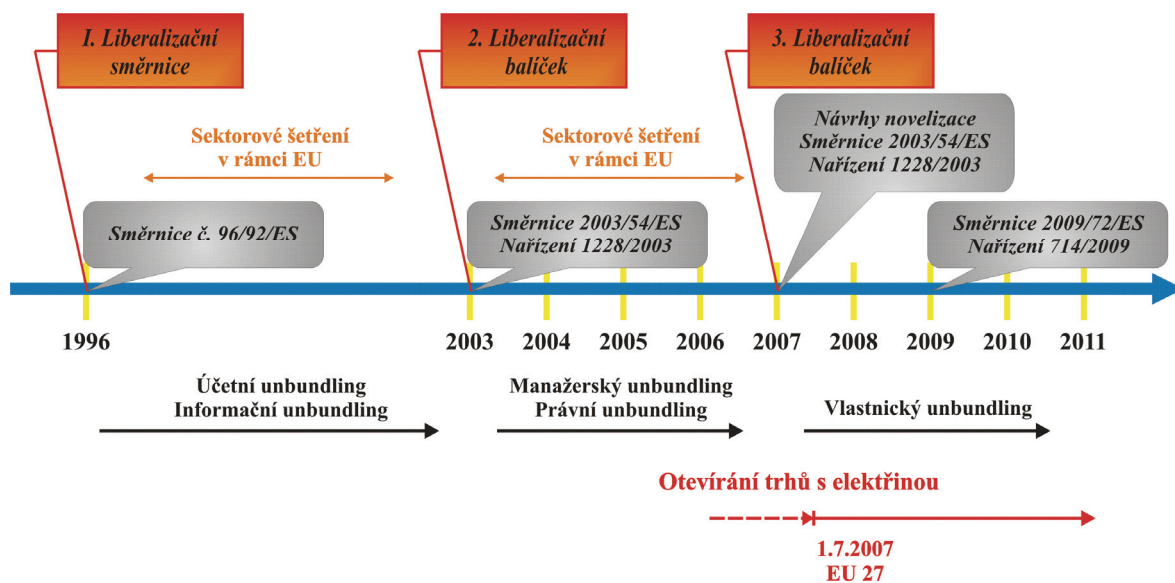 1. Liberalizační
směrnice
2. Liberalizační
balíček
3. Liberalizační
balíček
Sektorové šetření
v rámci EU
Sektorové šetření
v rámci EU
Návrhy novelizace
Směrnice 2003/54/ES
Nařízení 1228/2003
Směrnice č. 96/92/ES
Směrnice 2003/54/ES
Nařízení 1228/2003
Směrnice 2009/72/ES
Nařízení 714/2009
1996
2003
2004
2005
2006
2007
2008
2009
2010
2011
Účetní unbundling
Informační unbundling
Manažerský unbundling
Právní unbundling
Vlastnický unbundling
Otevírání trhů s elektřinou
1.7.2007
EU 27